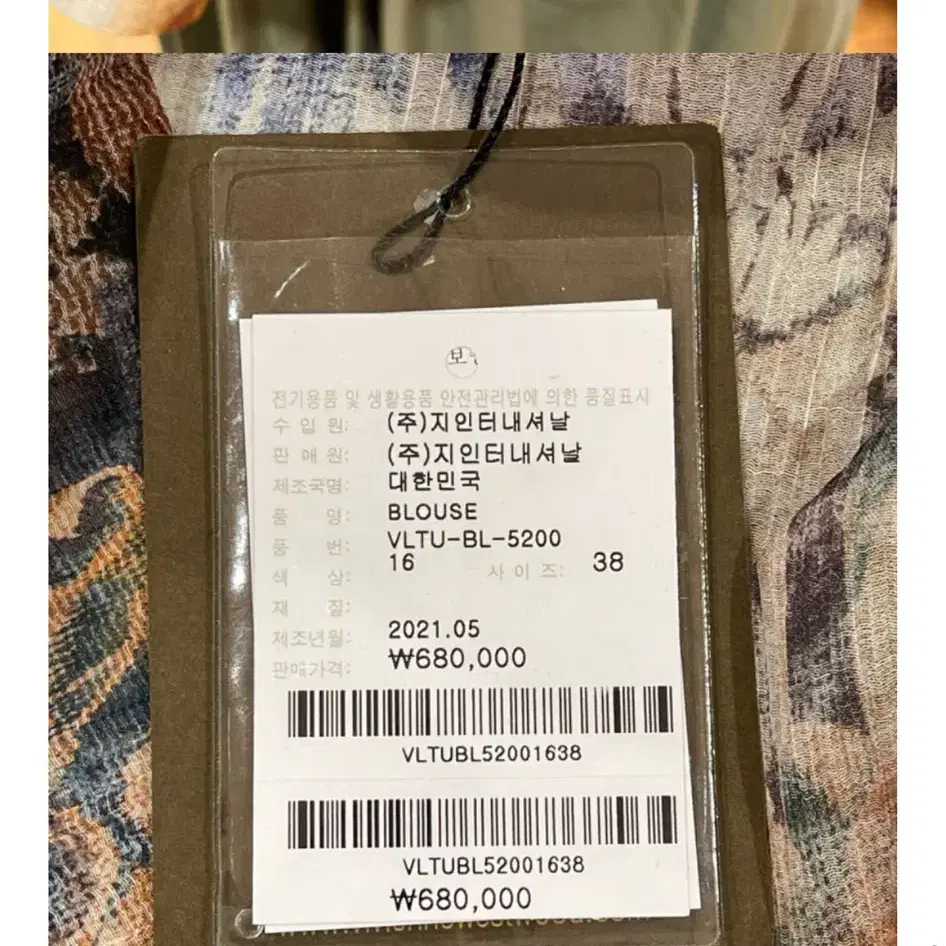 보
전기용품 및 생활용품 안전관리법에 의한 품질표시
수 입 원: (주)지인터내셔날
판 매 원: (주)지인터내셔날
제조국명: 대한민국
품 명: BLOUSE
품 번: VLTU-BL-5200
색 상: 16 사 이 즈: 38
재 질:
제조년월: 2021.05
판매가격: ₩680,000
VLTUBL52001638
VLTUBL52001638
₩680,000